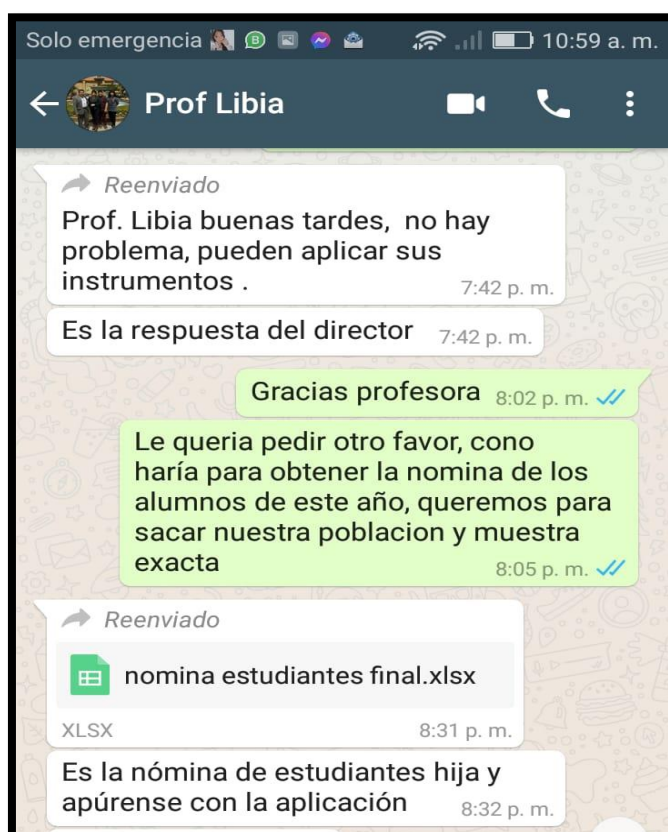 Solo emergencia 10:59 a. m.
Prof Libia
Reenviado
Prof. Libia buenas tardes, no hay
problema, pueden aplicar sus
instrumentos .
7:42 p. m.
Es la respuesta del director 7:42 p. m.
Gracias profesora 8:02 p. m.
Le queria pedir otro favor, cono
haría para obtener la nomina de los
alumnos de este año, queremos para
sacar nuestra poblacion y muestra
exacta
8:05 p. m.
Reenviado
nomina estudiantes final.xlsx
XLSX 8:31 p. m.
Es la nómina de estudiantes hija y
apúrense con la aplicación 8:32 p. m.